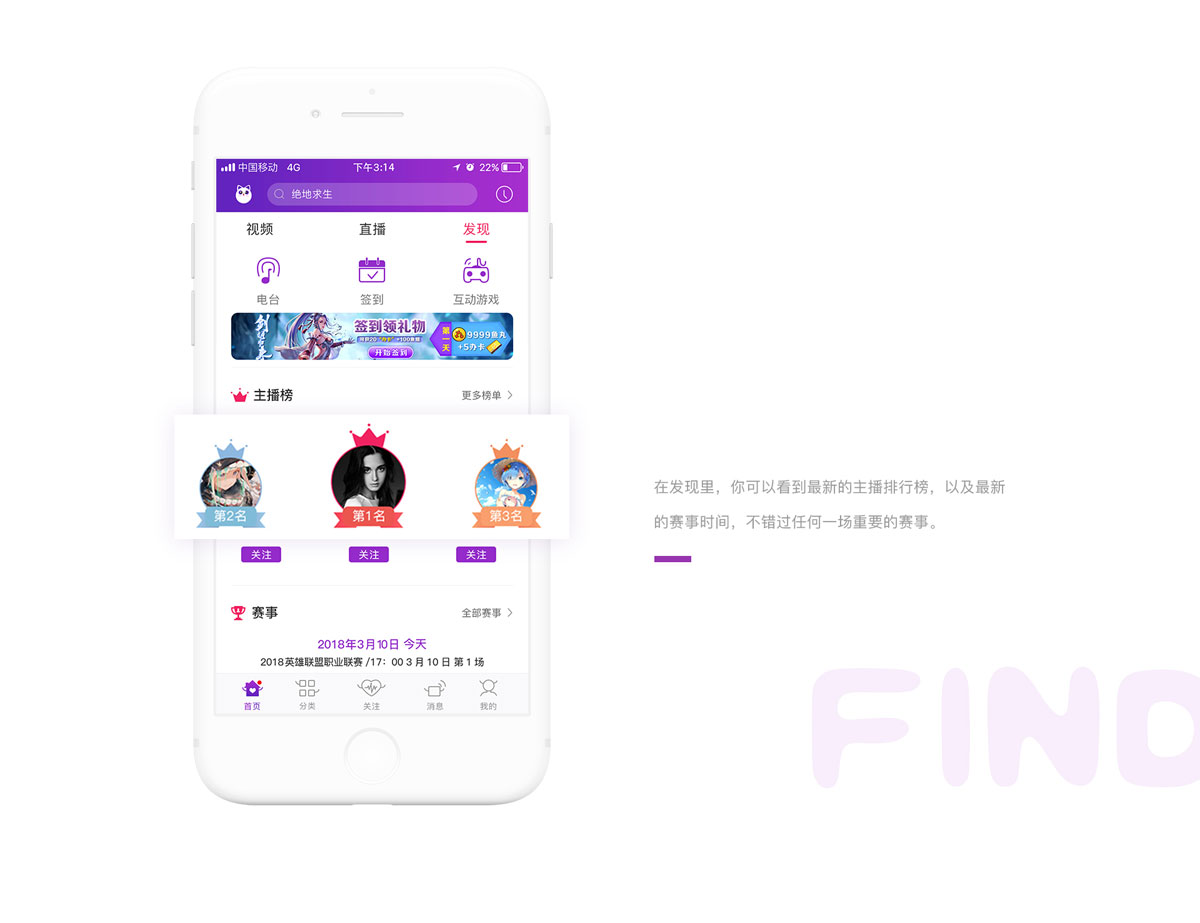 中国移动 4G 下午3:14 22%
绝地求生
视频 直播 发现
电台 签到 互动游戏
签到领礼物
第一天
9999鱼丸
+5办卡
开始签到
主播榜 更多榜单
第2名 第1名 第3名
关注 关注 关注
赛事 全部赛事
2018年3月10日 今天
2018英雄联盟职业联赛 /17：00 3 月 10 日 第 1 场
首页 分类 关注 消息 我的
在发现里，你可以看到最新的主播排行榜，以及最新
的赛事时间，不错过任何一场重要的赛事。
FIND